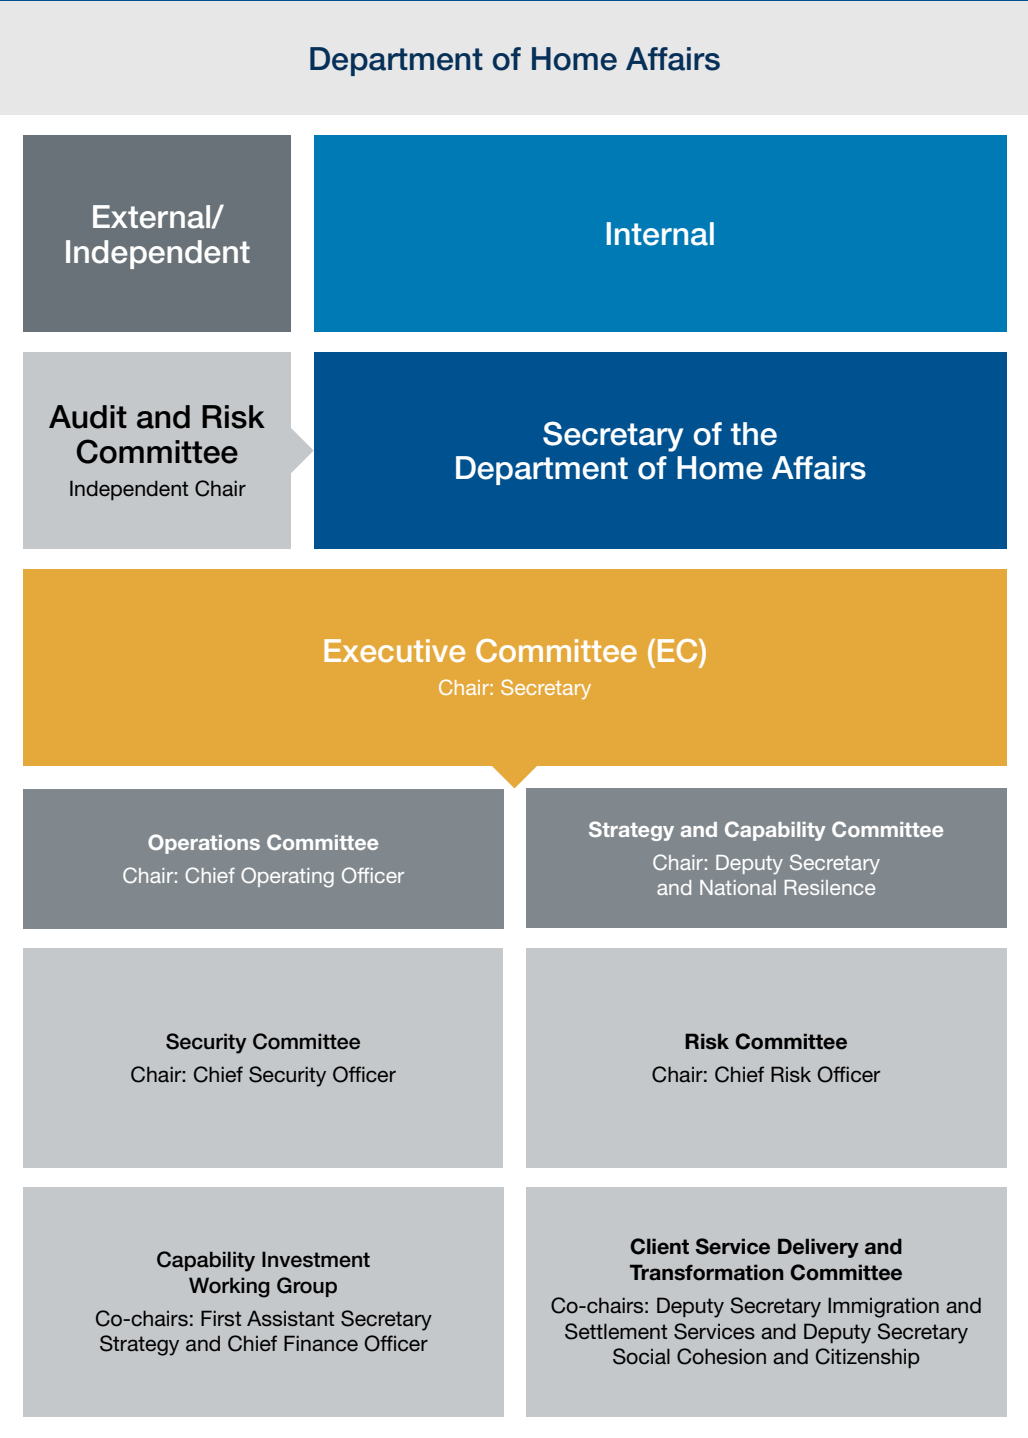 Department of Home Affairs
External/
Independent
Internal
Audit and Risk
Committee
Independent Chair
Secretary of the
Department of Home Affairs
Executive Committee (EC)
Chair: Secretary
Operations Committee
Chair: Chief Operating Officer
Strategy and Capability Committee
Chair: Deputy Secretary
and National Resilence
Security Committee
Chair: Chief Security Officer
Risk Committee
Chair: Chief Risk Officer
Capability Investment
Working Group
Co-chairs: First Assistant Secretary
Strategy and Chief Finance Officer
Client Service Delivery and
Transformation Committee
Co-chairs: Deputy Secretary Immigration and
Settlement Services and Deputy Secretary
Social Cohesion and Citizenship